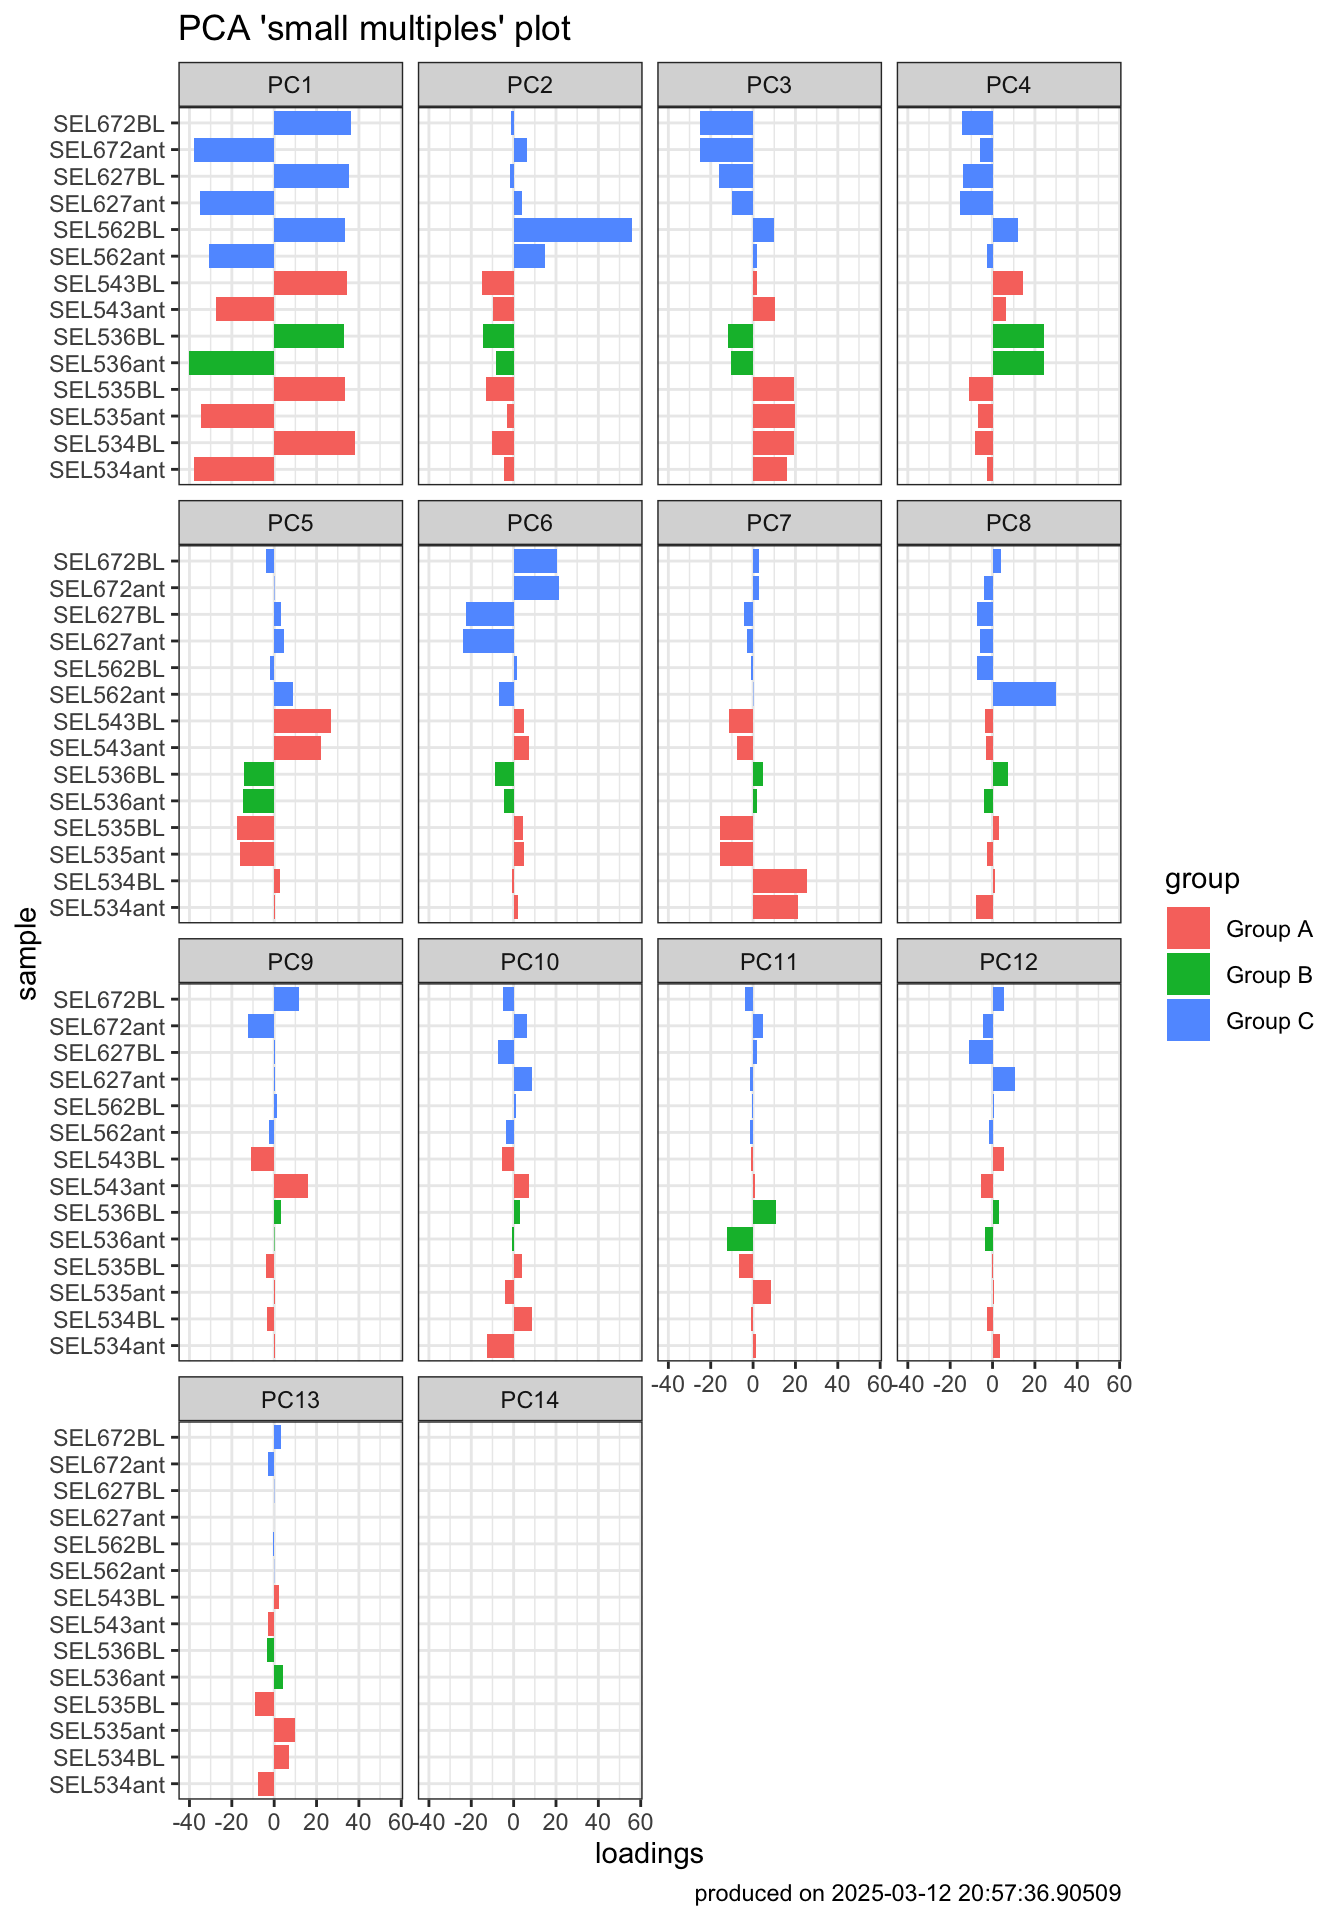 PCA 'small multiples' plot
PC1 PC2 PC3 PC4
SEL672BL
SEL672ant
SEL627BL
SEL627ant
SEL562BL
SEL562ant
SEL543BL
SEL543ant
SEL536BL
SEL536ant
SEL535BL
SEL535ant
SEL534BL
SEL534ant
PC5 PC6 PC7 PC8
SEL672BL
SEL672ant
SEL627BL
SEL627ant
SEL562BL
SEL562ant
SEL543BL
SEL543ant
SEL536BL
SEL536ant
SEL535BL
SEL535ant
SEL534BL
SEL534ant
sample
group
Group A
Group B
Group C
PC9 PC10 PC11 PC12
SEL672BL
SEL672ant
SEL627BL
SEL627ant
SEL562BL
SEL562ant
SEL543BL
SEL543ant
SEL536BL
SEL536ant
SEL535BL
SEL535ant
SEL534BL
SEL534ant
-40 -20 0 20 40 60 -40 -20 0 20 40 60
PC13 PC14
SEL672BL
SEL672ant
SEL627BL
SEL627ant
SEL562BL
SEL562ant
SEL543BL
SEL543ant
SEL536BL
SEL536ant
SEL535BL
SEL535ant
SEL534BL
SEL534ant
-40 -20 0 20 40 60 -40 -20 0 20 40 60
loadings
produced on 2025-03-12 20:57:36.90509